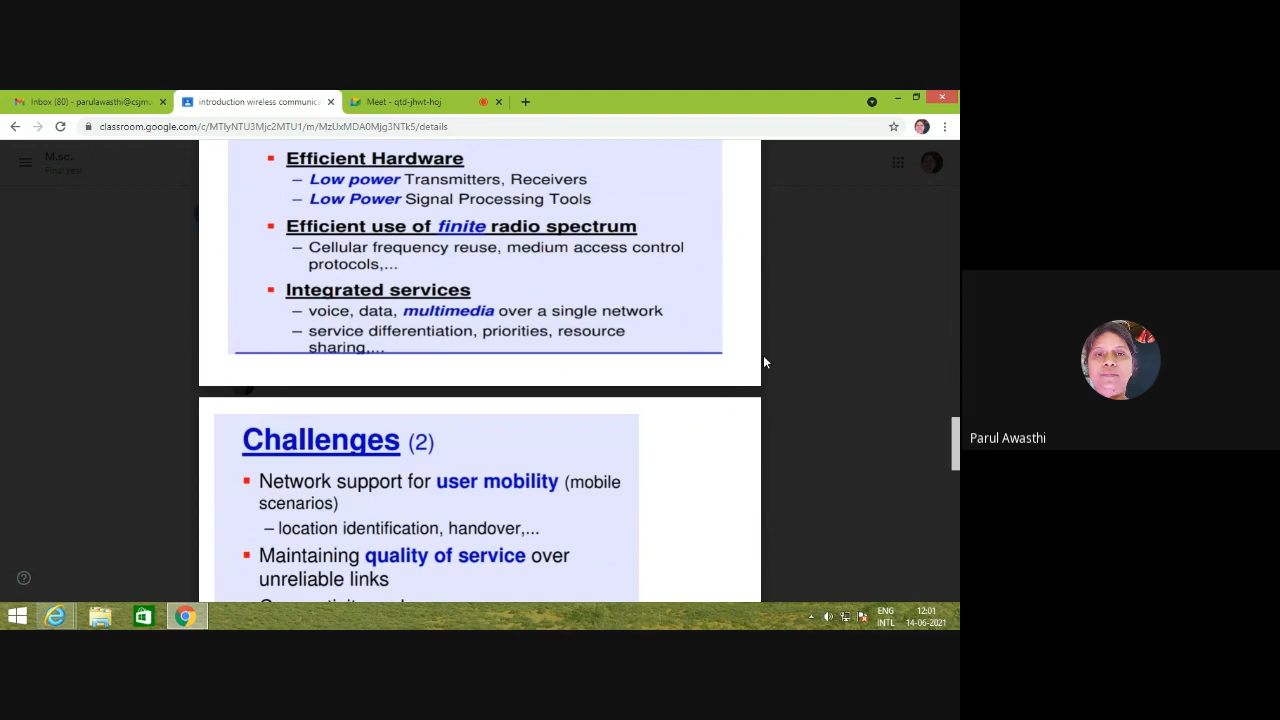 Inbox (80) - parulawasthi@csjmu
introduction wireless communica
Meet - qtd-jhwt-hoj
classroom.google.com/c/MTIyNTU3Mjc2MTU1/m/MzUxMDA0Mjg3NTk5/details
M.sc.
Final year
Efficient Hardware
– Low power Transmitters, Receivers
– Low Power Signal Processing Tools
Efficient use of finite radio spectrum
– Cellular frequency reuse, medium access control
protocols,...
Integrated services
– voice, data, multimedia over a single network
– service differentiation, priorities, resource
sharing,...
Challenges (2)
Network support for user mobility (mobile
scenarios)
– location identification, handover,...
Maintaining quality of service over
unreliable links
Parul Awasthi
ENG
INTL
12:01
14-06-2021